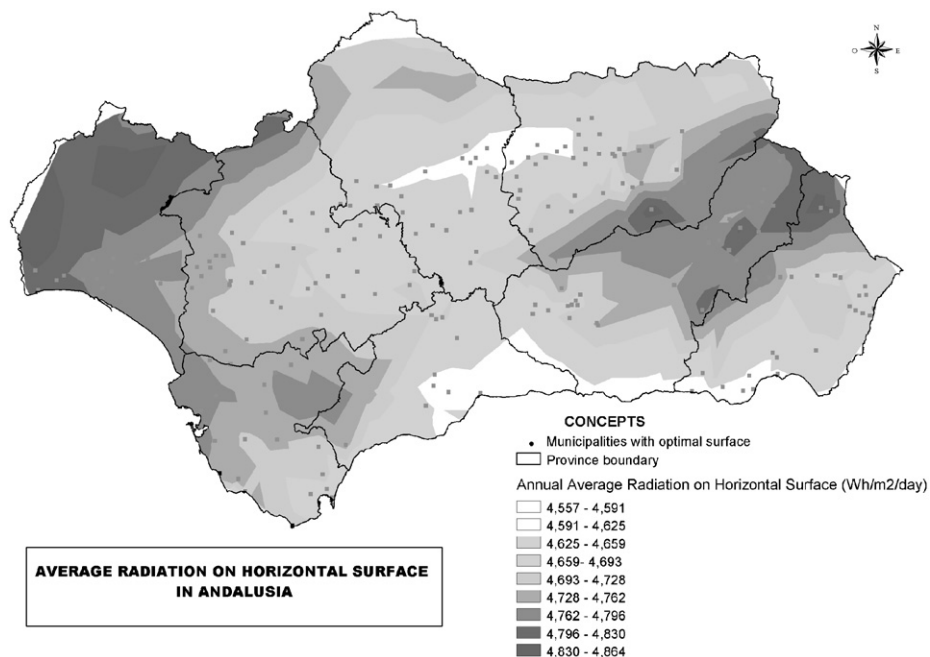 N
O
E
S
CONCEPTS
Municipalities with optimal surface
Province boundary
Annual Average Radiation on Horizontal Surface (Wh/m2/day)
4,557 - 4,591
4,591 - 4,625
4,625 - 4,659
4,659- 4,693
4,693 - 4,728
4,728 - 4,762
4,762 - 4,796
4,796 - 4,830
4,830 - 4,864
AVERAGE RADIATION ON HORIZONTAL SURFACE
IN ANDALUSIA